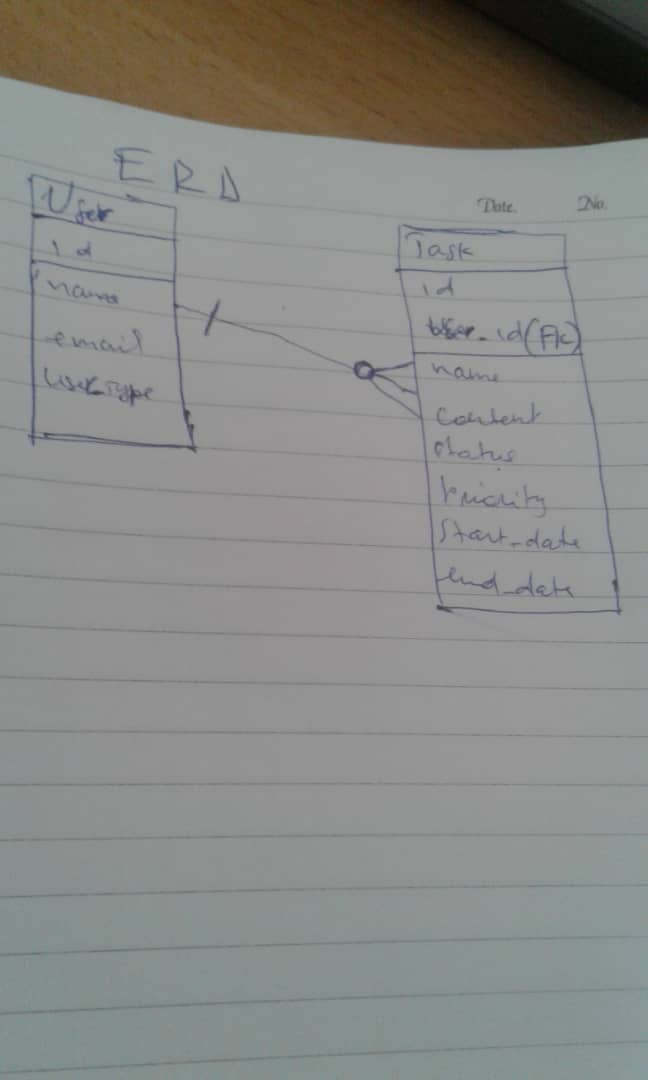 ERD
Date.
No.
User
id
name
email
usertype
Task
id
user_id(FK)
name
content
status
priority
start_date
end_date